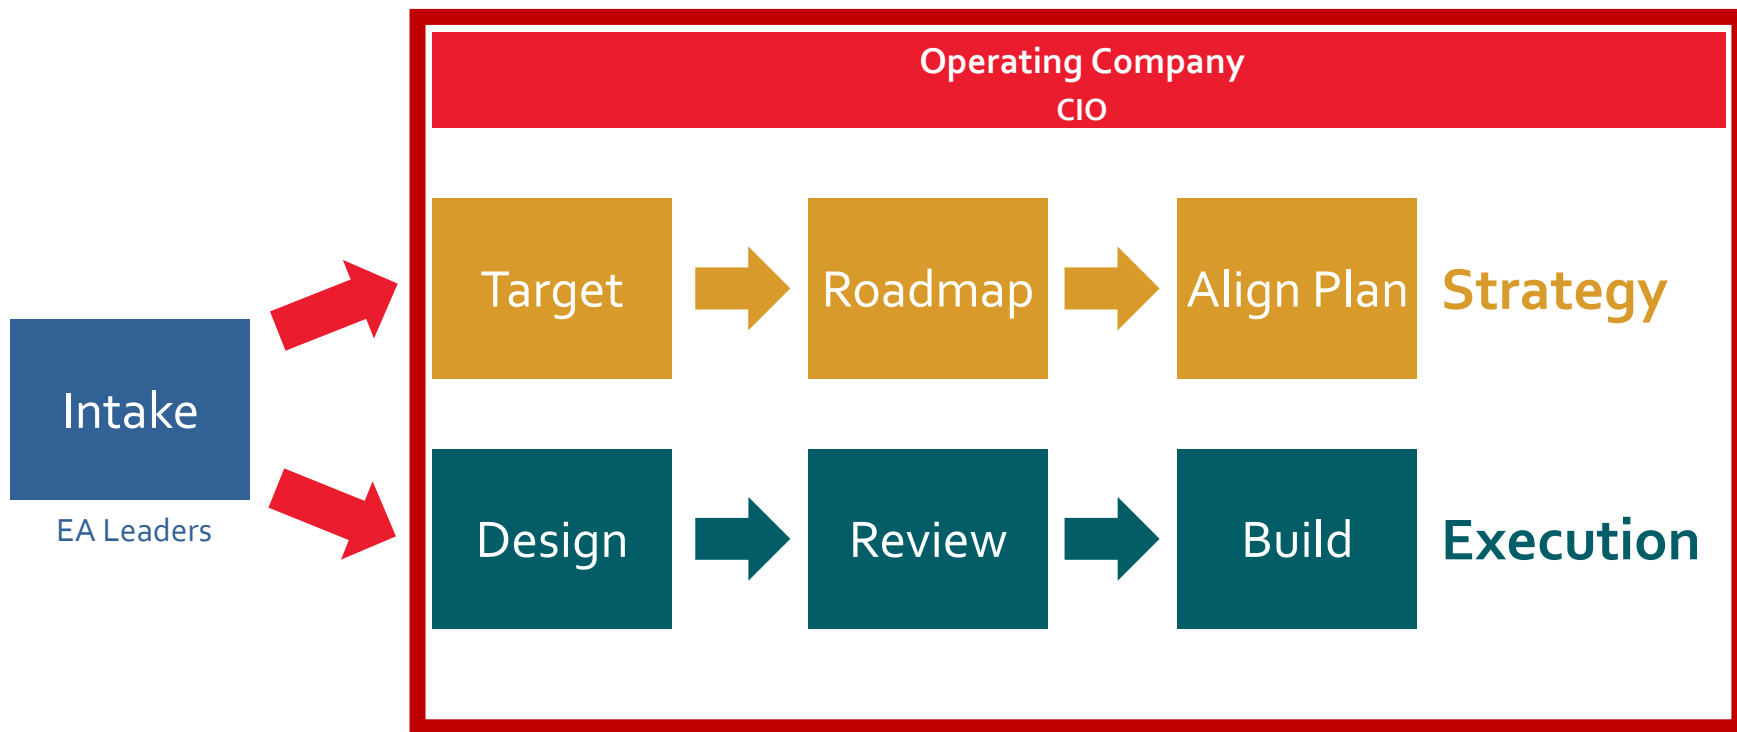 Operating Company
CIO
Target
Roadmap
Align Plan
Strategy
Intake
EA Leaders
Design
Review
Build
Execution